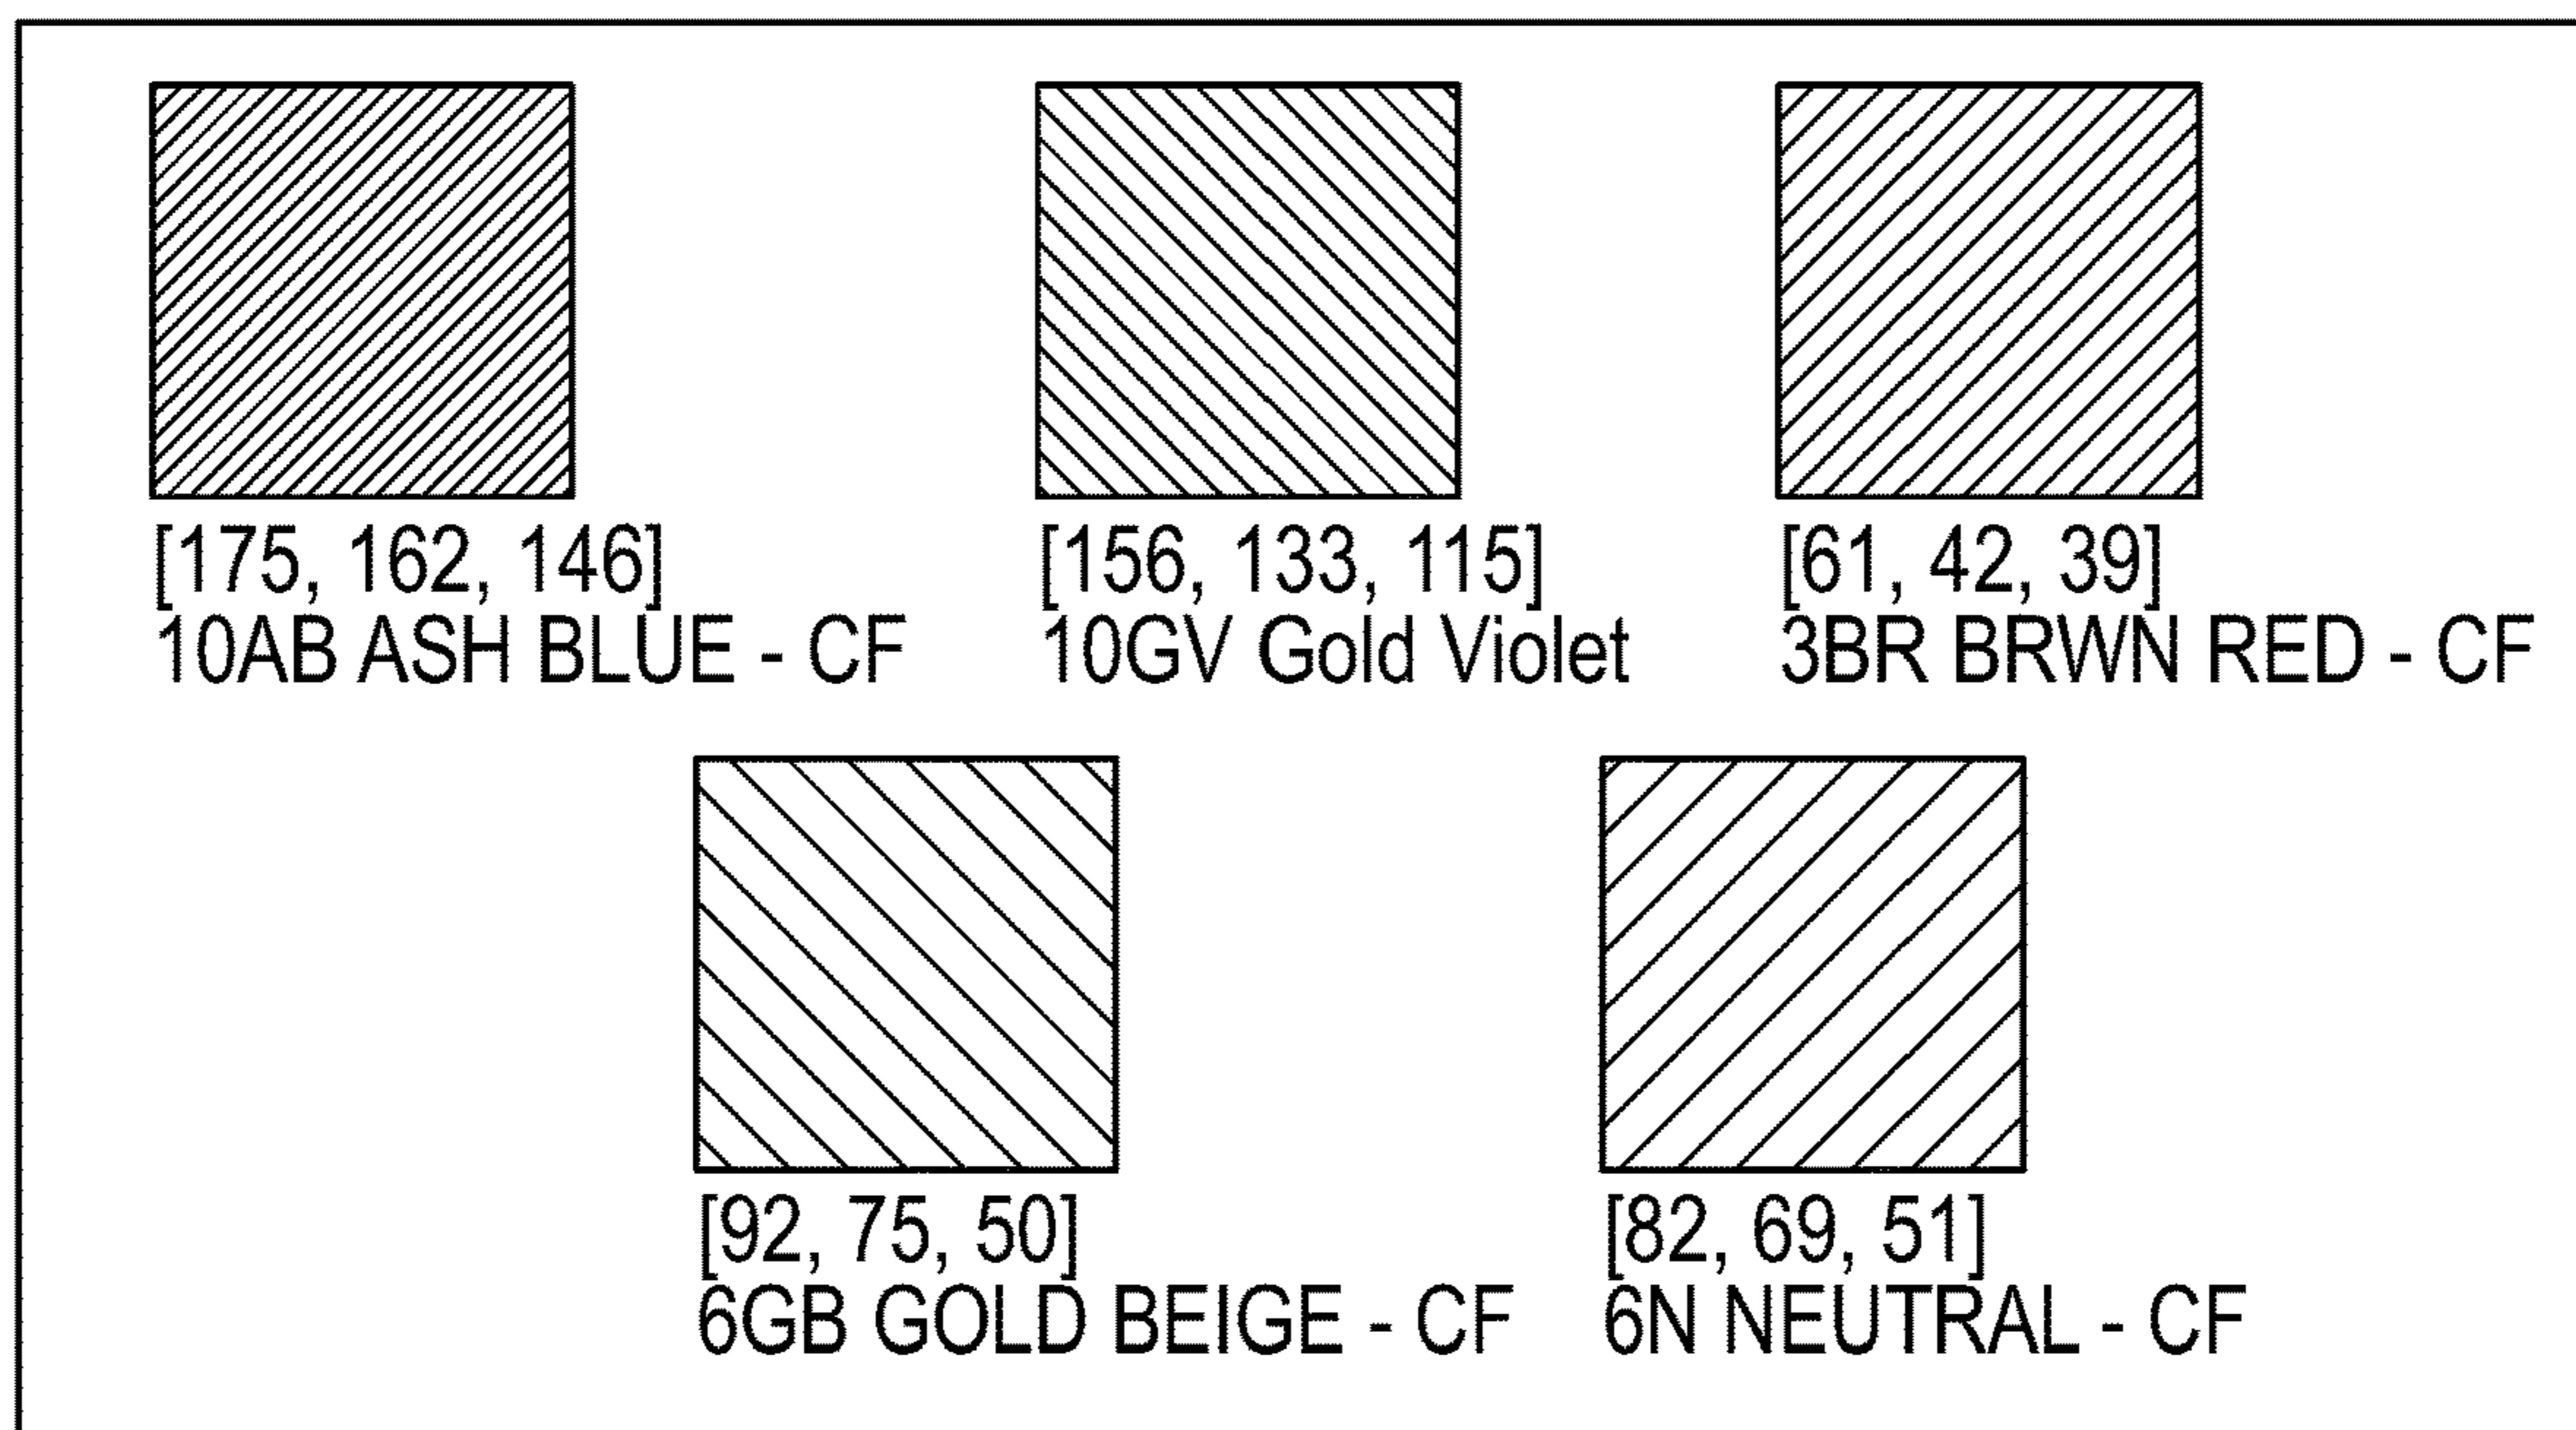 [175, 162, 146]
10AB ASH BLUE - CF
[156, 133, 115]
10GV Gold Violet
[61, 42, 39]
3BR BRWN RED - CF
[92, 75, 50]
6GB GOLD BEIGE - CF
[82, 69, 51]
6N NEUTRAL - CF